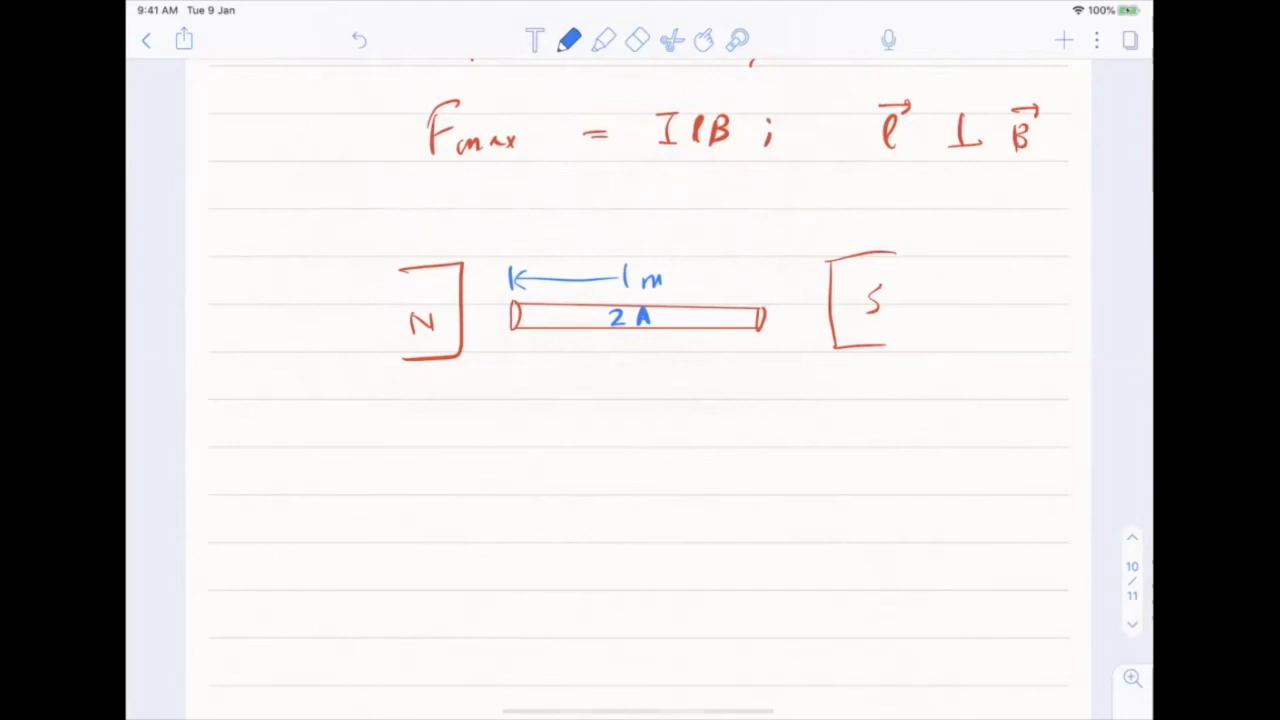 9:41 AM Tue 9 Jan
100%
T
Fmax = IlB ; l⃗ ⊥ B⃗
1 m
N 2 A S
10
/
11